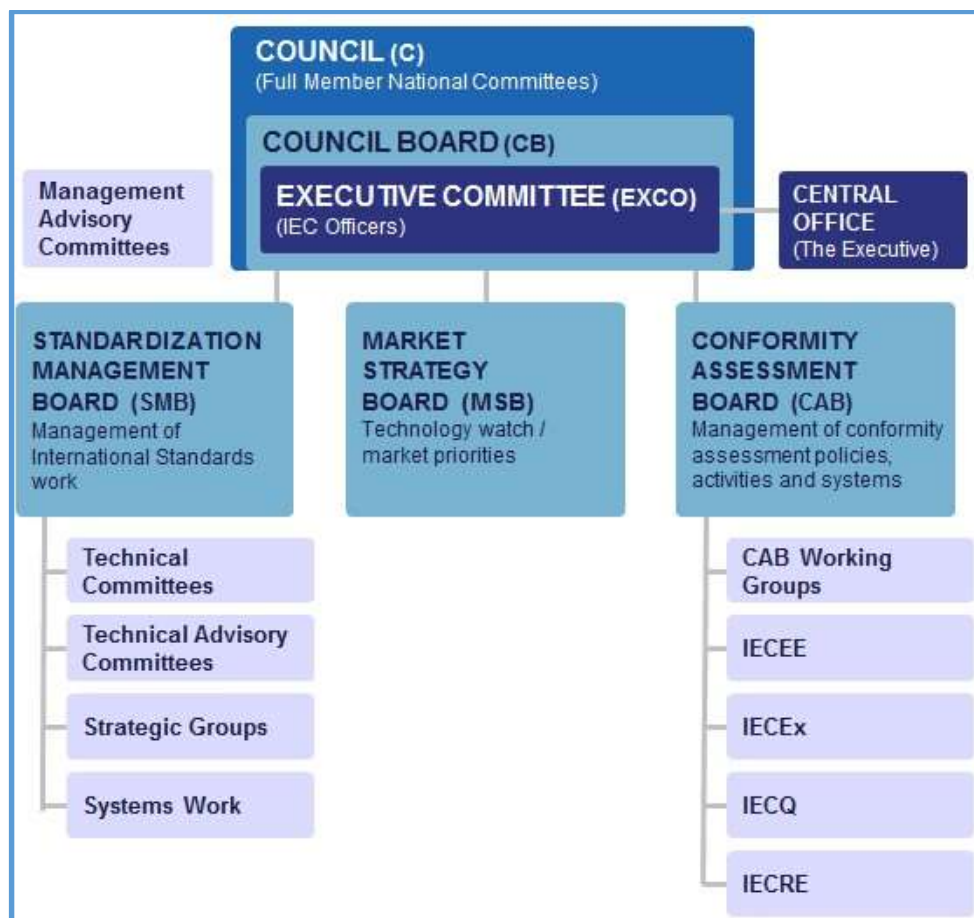 COUNCIL (C)
(Full Member National Committees)
COUNCIL BOARD (CB)
EXECUTIVE COMMITTEE (EXCO)
(IEC Officers)
Management
Advisory
Committees
CENTRAL
OFFICE
(The Executive)
STANDARDIZATION
MANAGEMENT
BOARD (SMB)
Management of
International Standards
work
MARKET
STRATEGY
BOARD (MSB)
Technology watch /
market priorities
CONFORMITY
ASSESSMENT
BOARD (CAB)
Management of conformity
assessment policies,
activities and systems
Technical
Committees
Technical Advisory
Committees
Strategic Groups
Systems Work
CAB Working
Groups
IECEE
IECEx
IECQ
IECRE